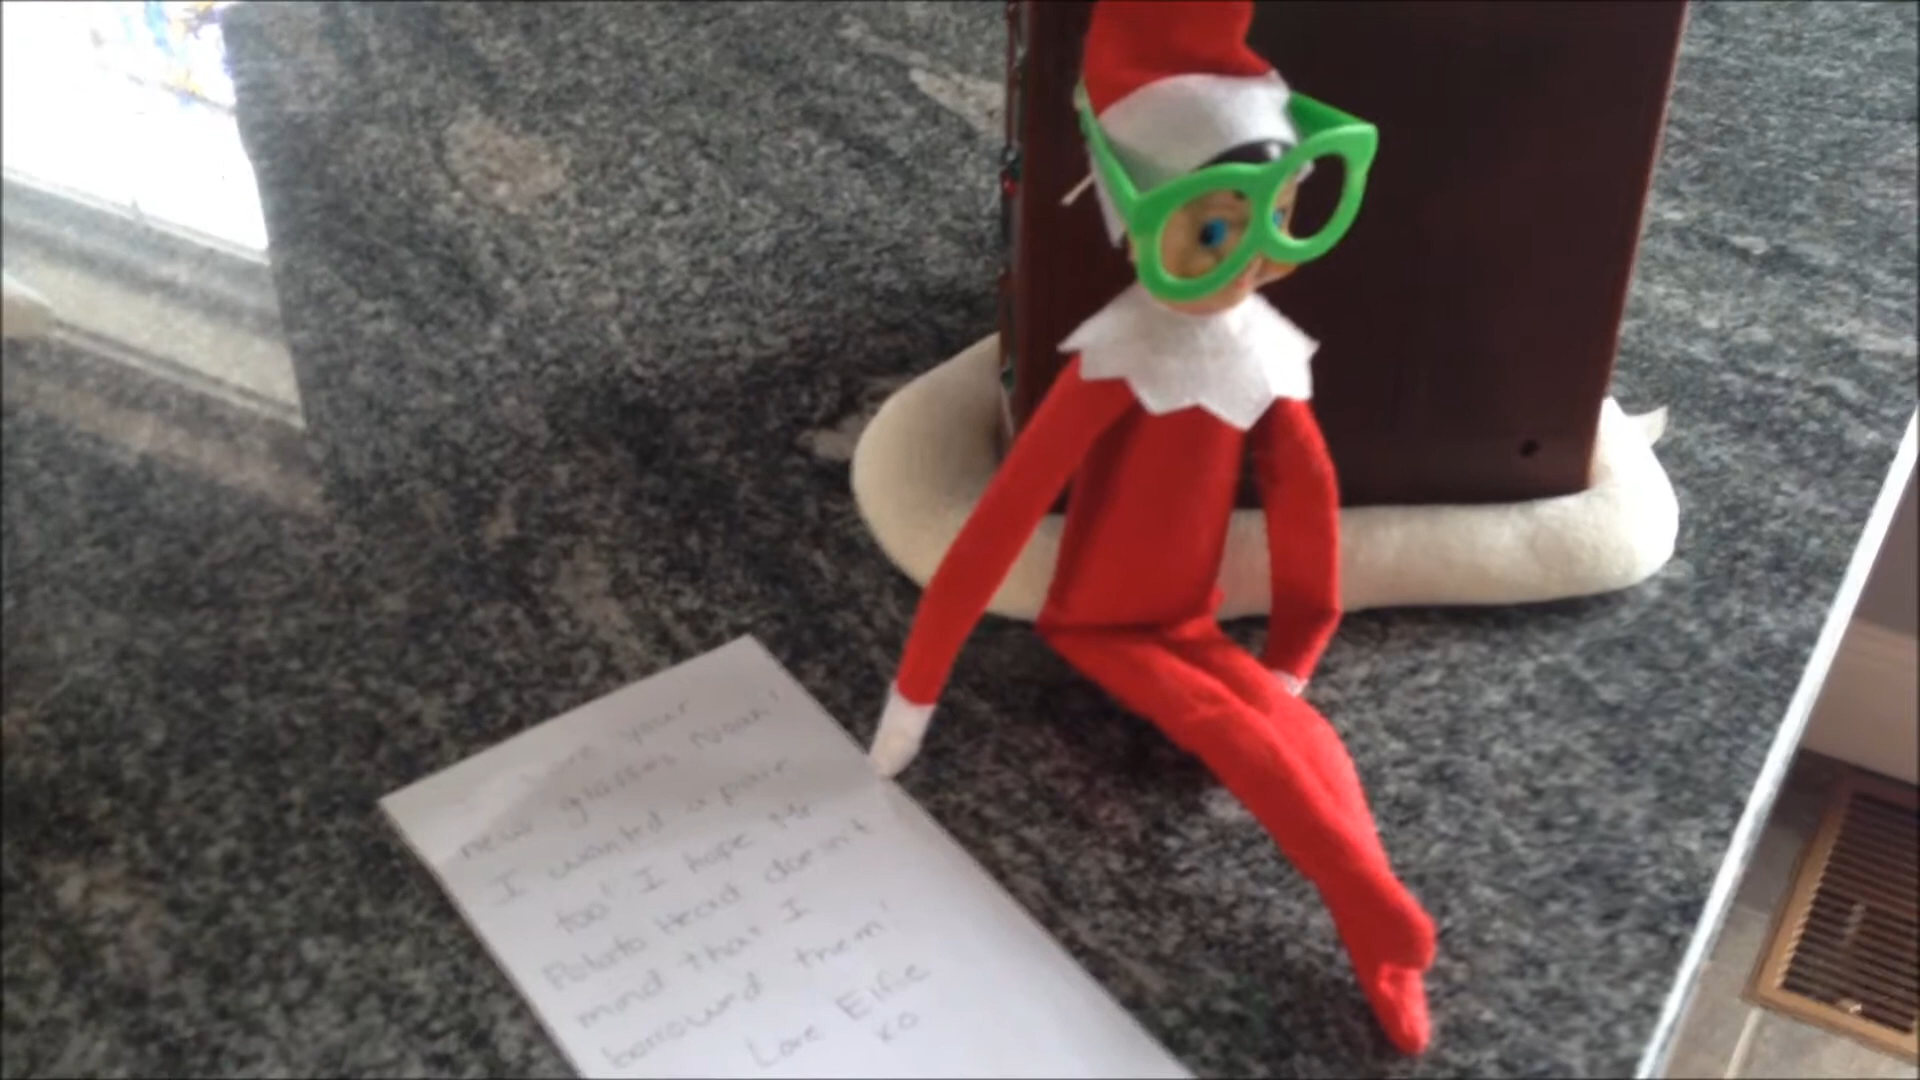 I love your
new glasses Noah!
I wanted a pair
too! I hope Mr
Potato Head doesn't
mind that I
borrowed them!
Love Elfie
xo